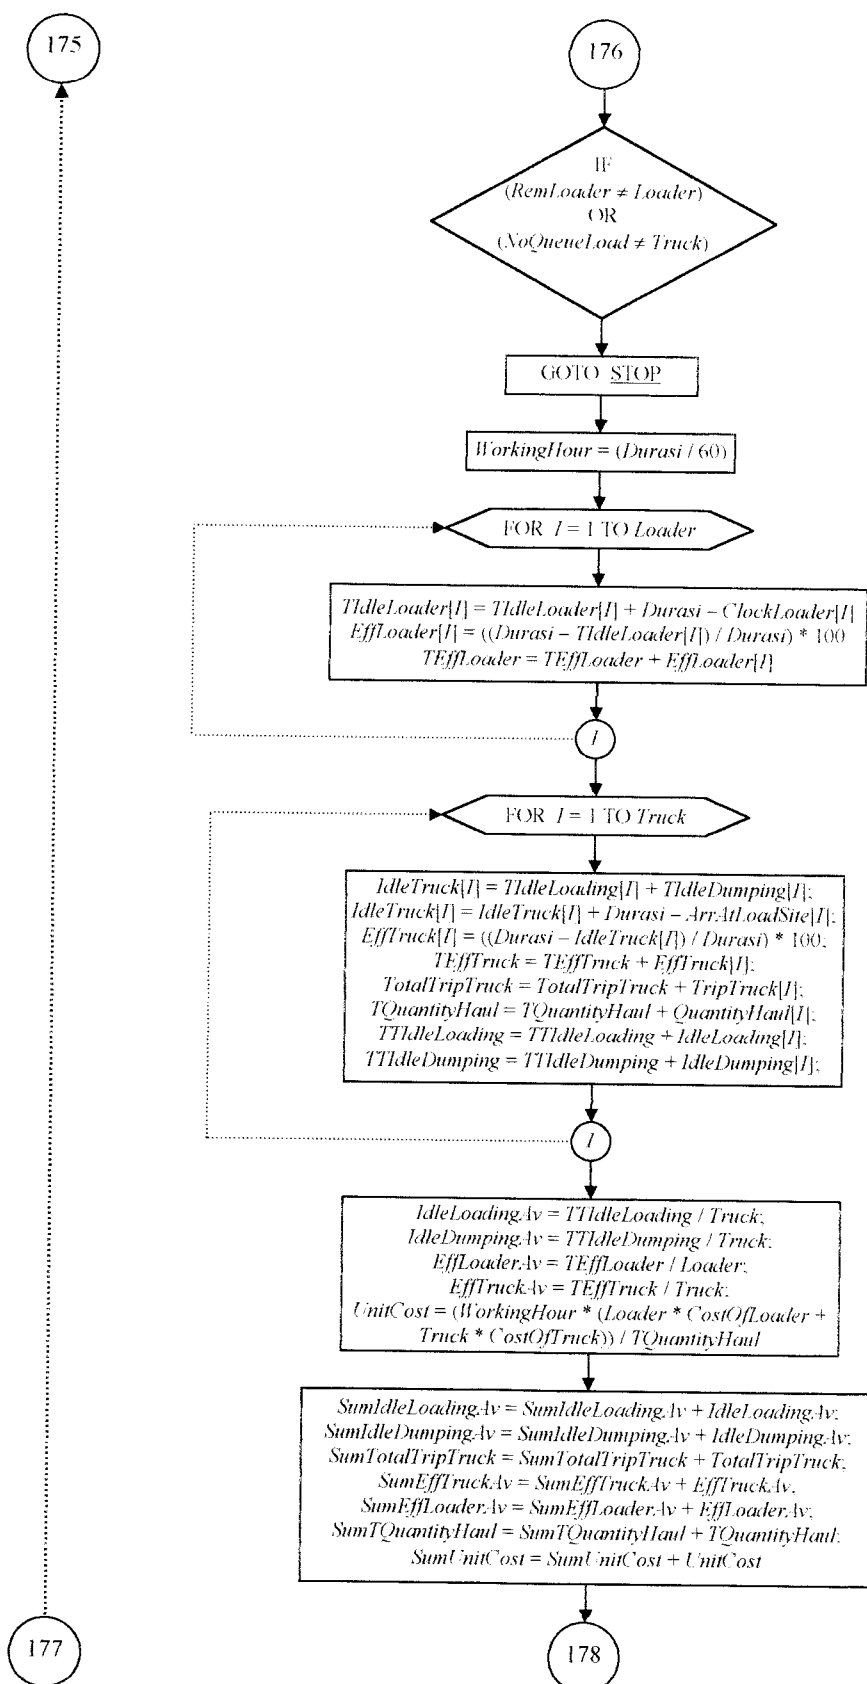 175
176
IF
(RemLoader ≠ Loader)
OR
(NoQueueLoad ≠ Truck)
GOTO STOP
WorkingHour = (Durasi / 60)
FOR I = 1 TO Loader
TIdleLoader[I] = TIdleLoader[I] + Durasi – ClockLoader[I]
EffLoader[I] = ((Durasi – TIdleLoader[I]) / Durasi) * 100
TEffLoader = TEffLoader + EffLoader[I]
I
FOR I = 1 TO Truck
IdleTruck[I] = TIdleLoading[I] + TIdleDumping[I];
IdleTruck[I] = IdleTruck[I] + Durasi – ArrAtLoadSite[I];
EffTruck[I] = ((Durasi – IdleTruck[I]) / Durasi) * 100;
TEffTruck = TEffTruck + EffTruck[I];
TotalTripTruck = TotalTripTruck + TripTruck[I];
TQuantityHaul = TQuantityHaul + QuantityHaul[I];
TTIdleLoading = TTIdleLoading + IdleLoading[I];
TTIdleDumping = TTIdleDumping + IdleDumping[I];
I
IdleLoadingAv = TTIdleLoading / Truck;
IdleDumpingAv = TTIdleDumping / Truck;
EffLoaderAv = TEffLoader / Loader;
EffTruckAv = TEffTruck / Truck;
UnitCost = (WorkingHour * (Loader * CostOfLoader +
Truck * CostOfTruck)) / TQuantityHaul
SumIdleLoadingAv = SumIdleLoadingAv + IdleLoadingAv;
SumIdleDumpingAv = SumIdleDumpingAv + IdleDumpingAv;
SumTotalTripTruck = SumTotalTripTruck + TotalTripTruck;
SumEffTruckAv = SumEffTruckAv + EffTruckAv;
SumEffLoaderAv = SumEffLoaderAv + EffLoaderAv;
SumTQuantityHaul = SumTQuantityHaul + TQuantityHaul;
SumUnitCost = SumUnitCost + UnitCost
177
178